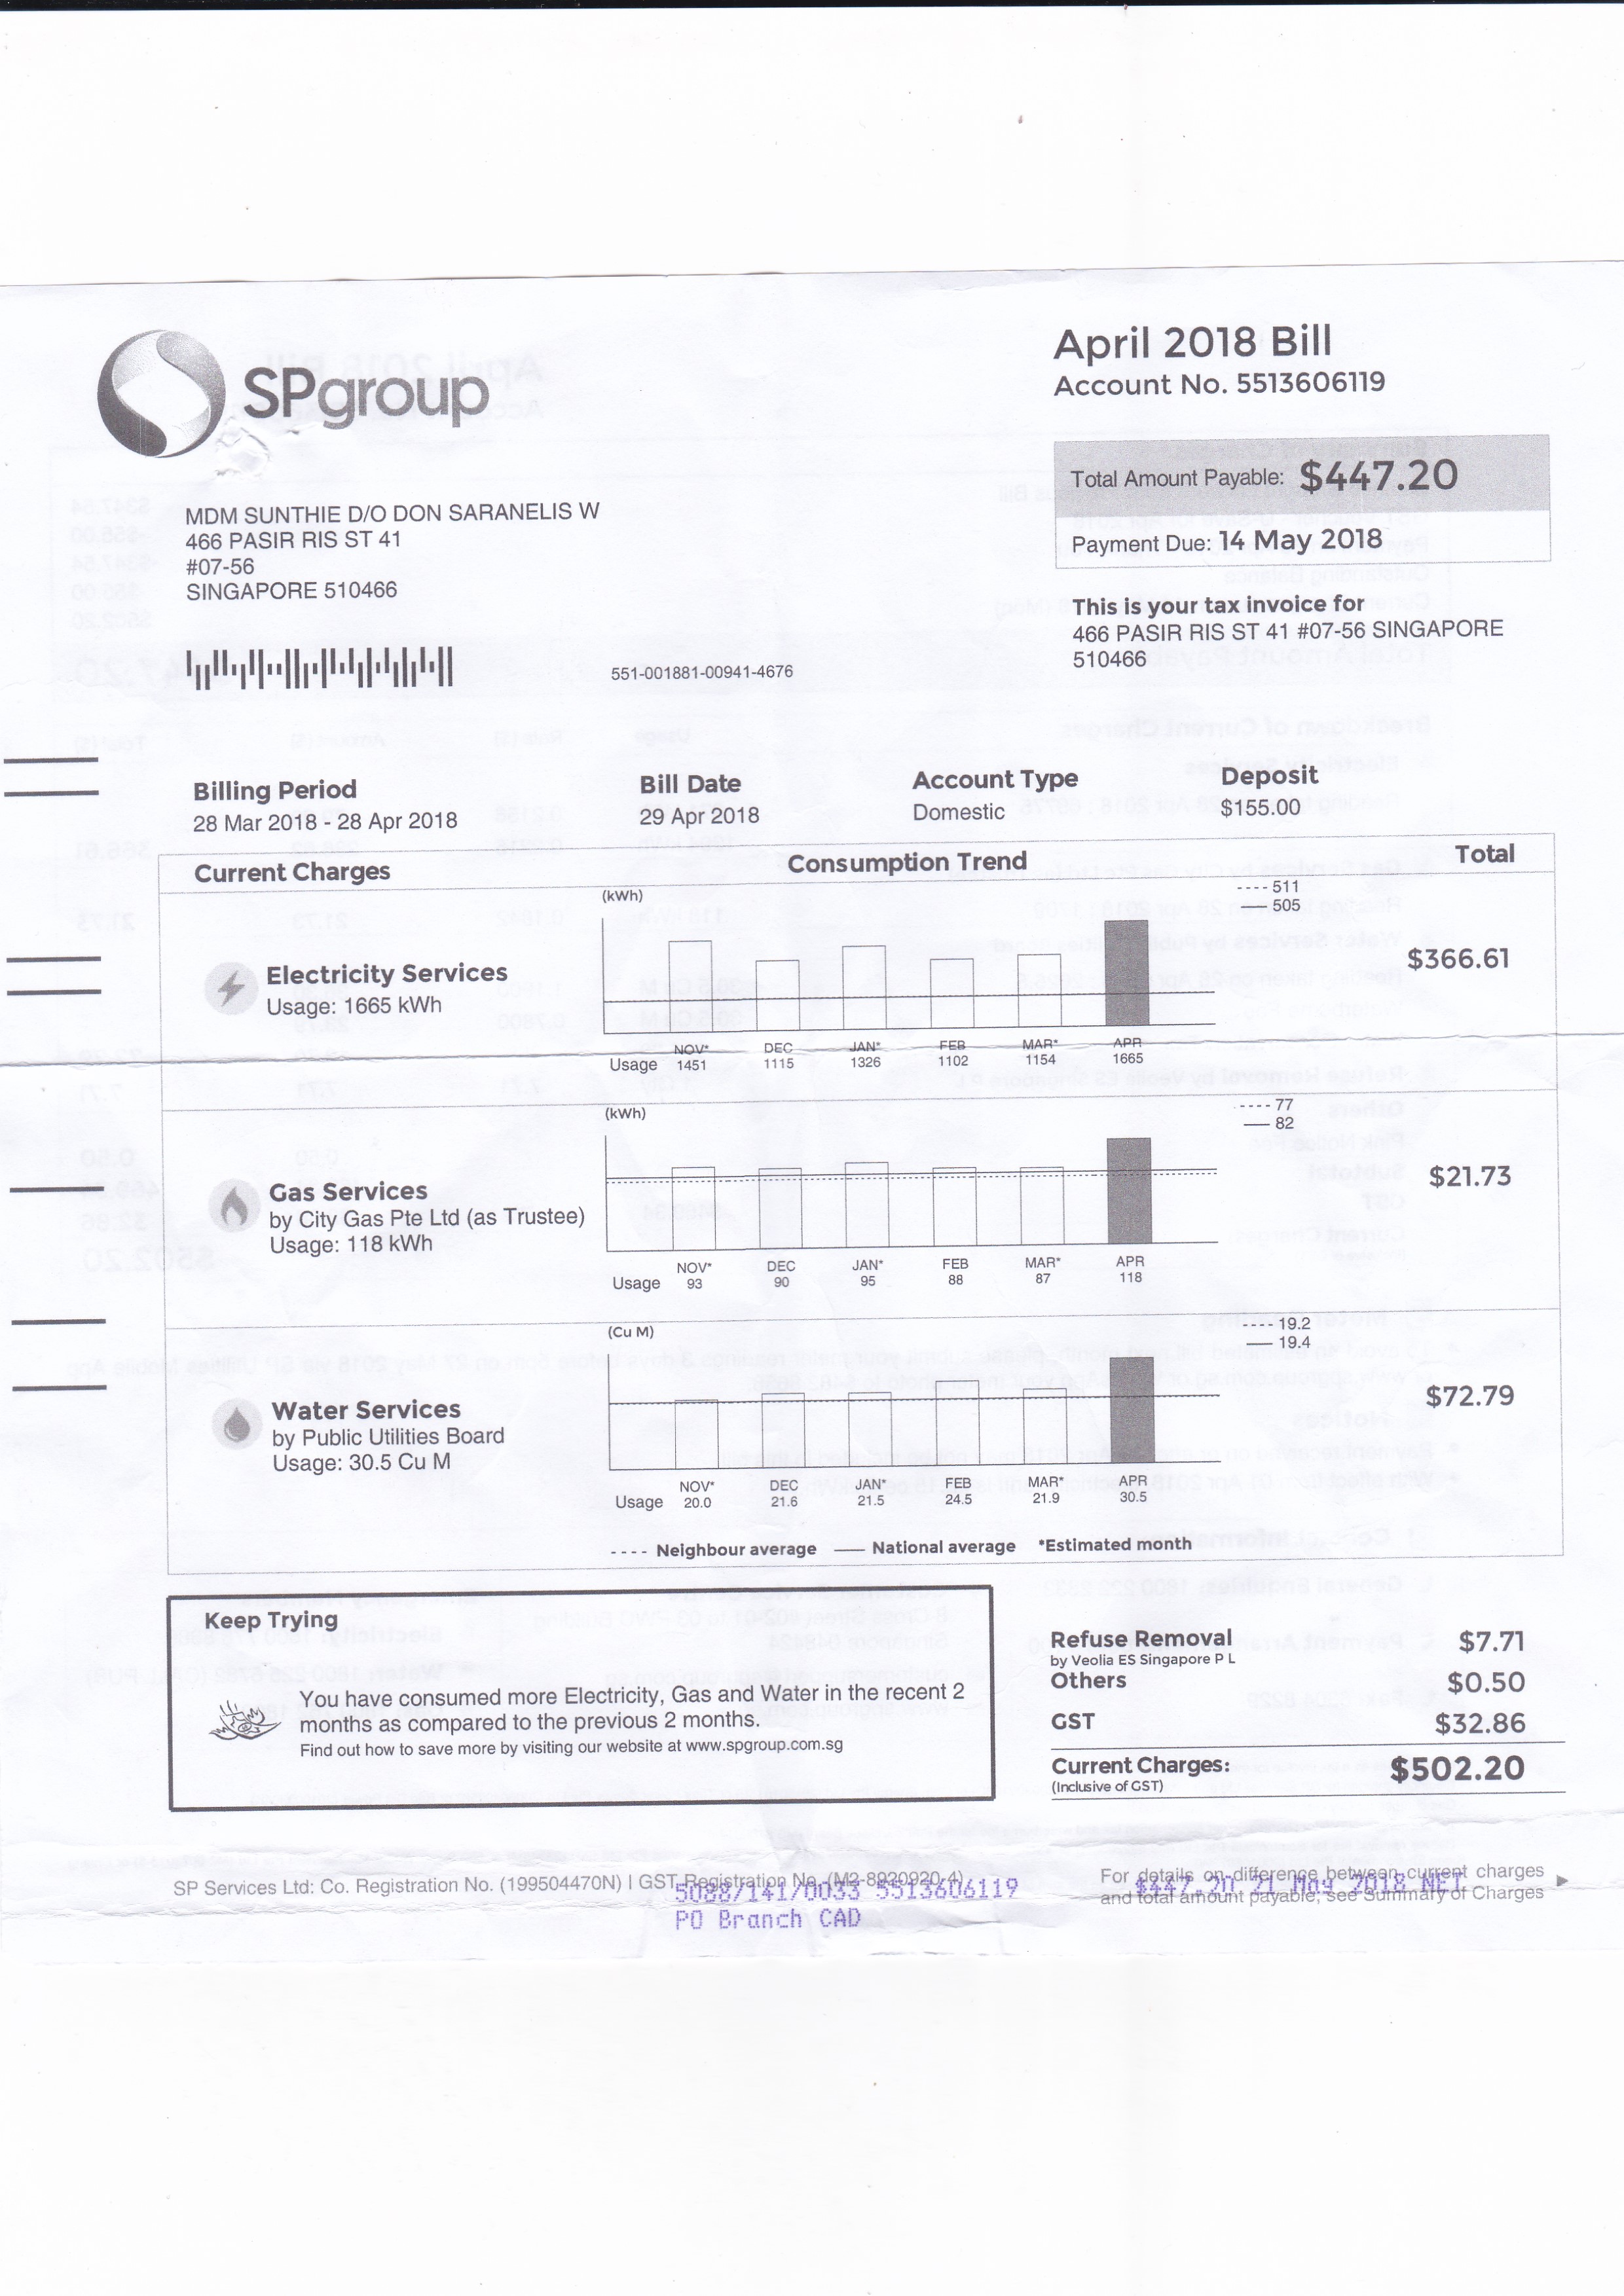 SPgroup
April 2018 Bill
Account No. 5513606119
Total Amount Payable: $447.20
Payment Due: 14 May 2018
MDM SUNTHIE D/O DON SARANELIS W
466 PASIR RIS ST 41
#07-56
SINGAPORE 510466
This is your tax invoice for
466 PASIR RIS ST 41 #07-56 SINGAPORE
510466
551-001881-00941-4676
Billing Period
28 Mar 2018 - 28 Apr 2018
Bill Date
29 Apr 2018
Account Type
Domestic
Deposit
$155.00
Current Charges
Consumption Trend
Total
(kWh)
---- 511
— 505
Electricity Services
Usage: 1665 kWh
$366.61
NOV* DEC JAN* FEB MAR* APR
Usage 1451 1115 1326 1102 1154 1665
(kWh)
---- 77
— 82
Gas Services
by City Gas Pte Ltd (as Trustee)
Usage: 118 kWh
$21.73
NOV* DEC JAN* FEB MAR* APR
Usage 93 90 95 88 87 118
(Cu M)
---- 19.2
— 19.4
Water Services
by Public Utilities Board
Usage: 30.5 Cu M
$72.79
NOV* DEC JAN* FEB MAR* APR
Usage 20.0 21.6 21.5 24.5 21.9 30.5
---- Neighbour average — National average *Estimated month
Keep Trying
You have consumed more Electricity, Gas and Water in the recent 2
months as compared to the previous 2 months.
Find out how to save more by visiting our website at www.spgroup.com.sg
Refuse Removal $7.71
by Veolia ES Singapore P L
Others $0.50
GST $32.86
Current Charges: $502.20
(Inclusive of GST)
SP Services Ltd: Co. Registration No. (199504470N) | GST Registration No. (M2-8920920-4)
5088/141/0033 5513606119
PO Branch CAD
For details on difference between current charges
and total amount payable, see Summary of Charges
$447.20 21 May 2018 NET